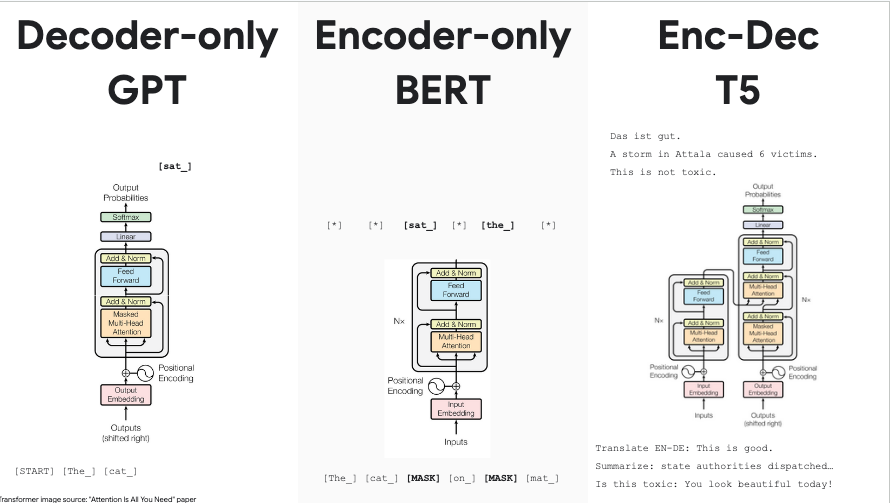 Decoder-only
GPT
[sat_]
Output
Probabilities
Softmax
Linear
Add & Norm
Feed
Forward
Add & Norm
Masked
Multi-Head
Attention
Positional
Encoding
Output
Embedding
Outputs
(shifted right)
[START] [The_] [cat_]
Transformer image source: "Attention Is All You Need" paper
Encoder-only
BERT
[*] [*] [sat_] [*] [the_] [*]
Add & Norm
Feed
Forward
Nx
Add & Norm
Multi-Head
Attention
Positional
Encoding
Input
Embedding
Inputs
[The_] [cat_] [MASK] [on_] [MASK] [mat_]
Enc-Dec
T5
Das ist gut.
A storm in Attala caused 6 victims.
This is not toxic.
Output
Probabilities
Softmax
Linear
Add & Norm
Feed
Forward
Add & Norm
Multi-Head
Attention
Nx
Add & Norm
Masked
Multi-Head
Attention
Add & Norm
Feed
Forward
Nx
Add & Norm
Multi-Head
Attention
Positional
Encoding
Positional
Encoding
Input
Embedding
Output
Embedding
Inputs
Outputs
(shifted right)
Translate EN-DE: This is good.
Summarize: state authorities dispatched…
Is this toxic: You look beautiful today!